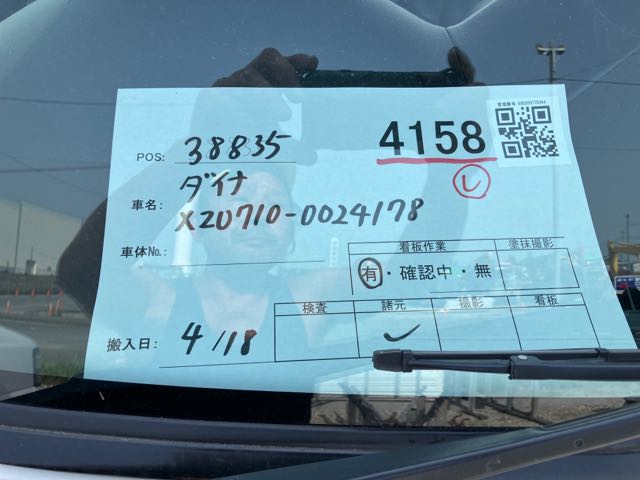 POS: 38835
4158
し
車名: ダイナ
XZU710-0024178
車体No.:
看板作業
塗抹撮影
有・確認中・無
検査 諸元 撮影 看板
搬入日: 4/18 ✓